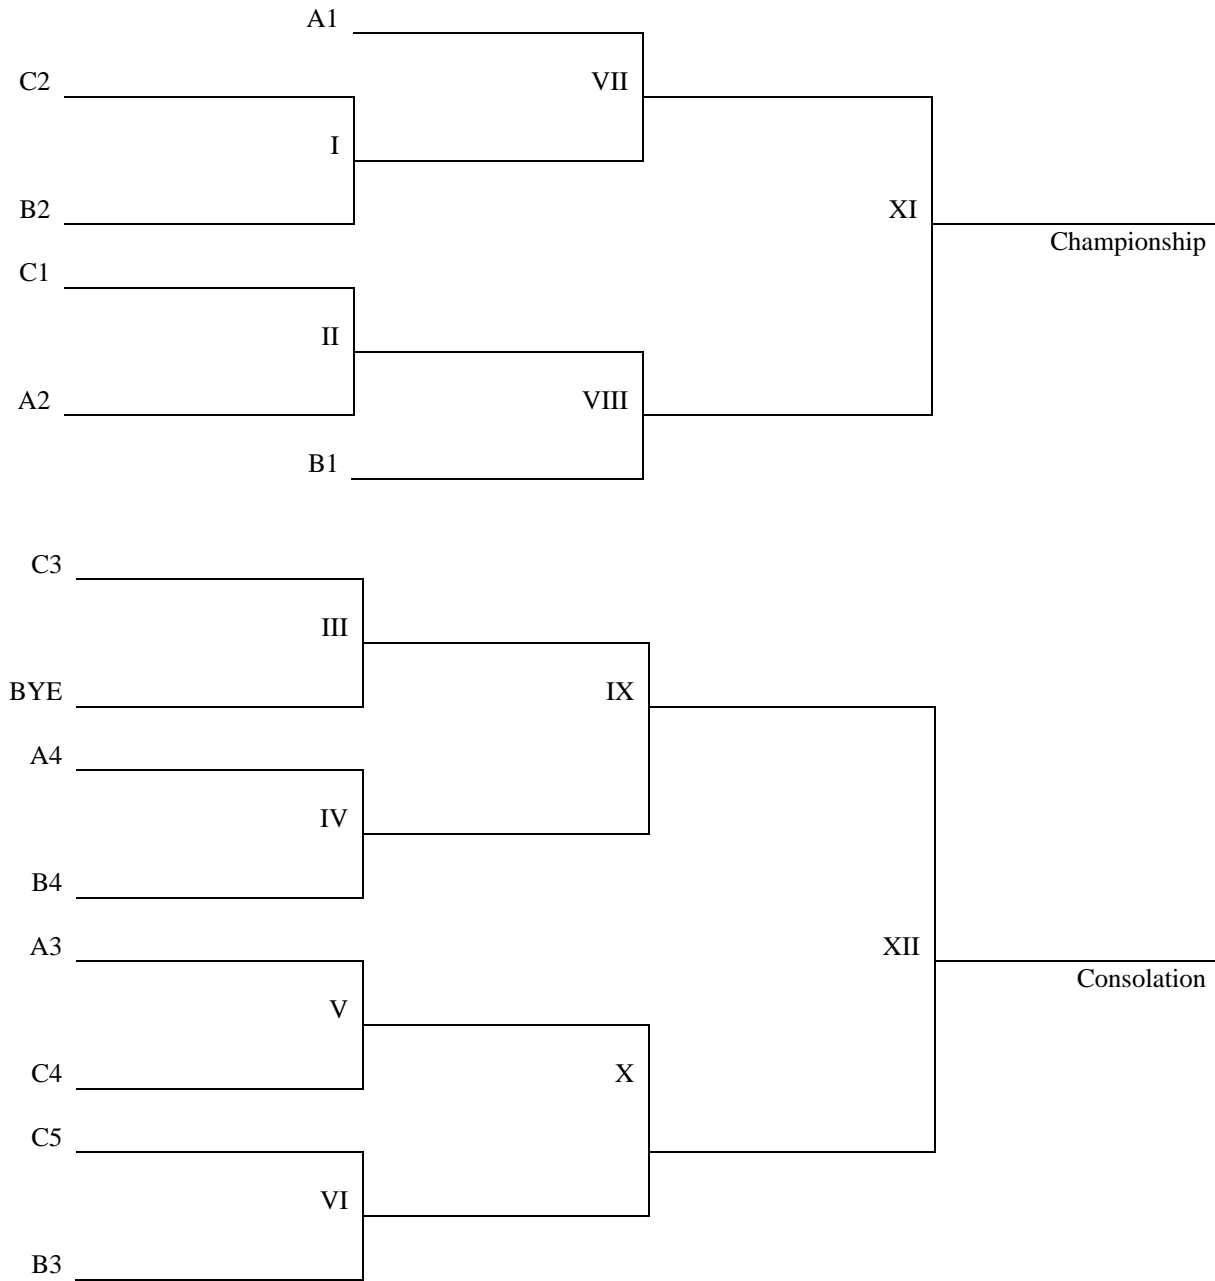 A1
C2
VII
I
B2
XI
Championship
C1
II
A2
VIII
B1
C3
III
BYE
IX
A4
IV
B4
A3
XII
Consolation
V
C4
X
C5
VI
B3